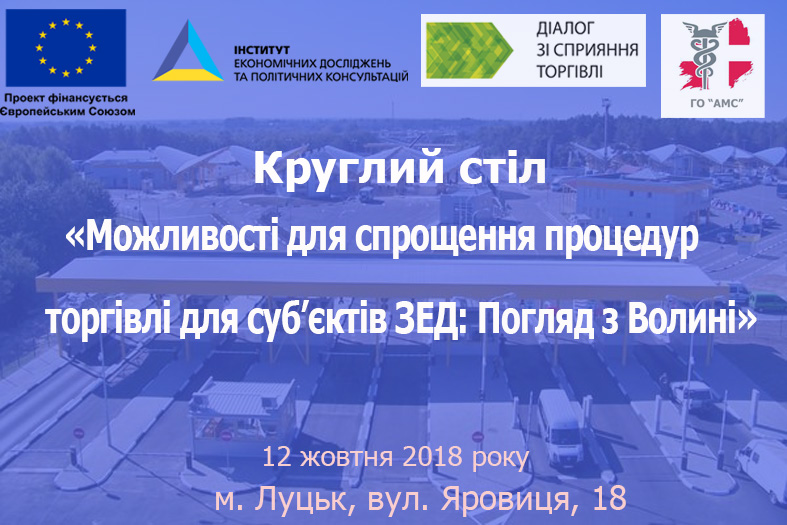 Проект фінансується
Європейським Союзом
ІНСТИТУТ
ЕКОНОМІЧНИХ ДОСЛІДЖЕНЬ
ТА ПОЛІТИЧНИХ КОНСУЛЬТАЦІЙ
ДІАЛОГ
ЗІ СПРИЯННЯ
ТОРГІВЛІ
ГО "АМС"
Круглий стіл
«Можливості для спрощення процедур
торгівлі для суб’єктів ЗЕД: Погляд з Волині»
12 жовтня 2018 року
м. Луцьк, вул. Яровиця, 18